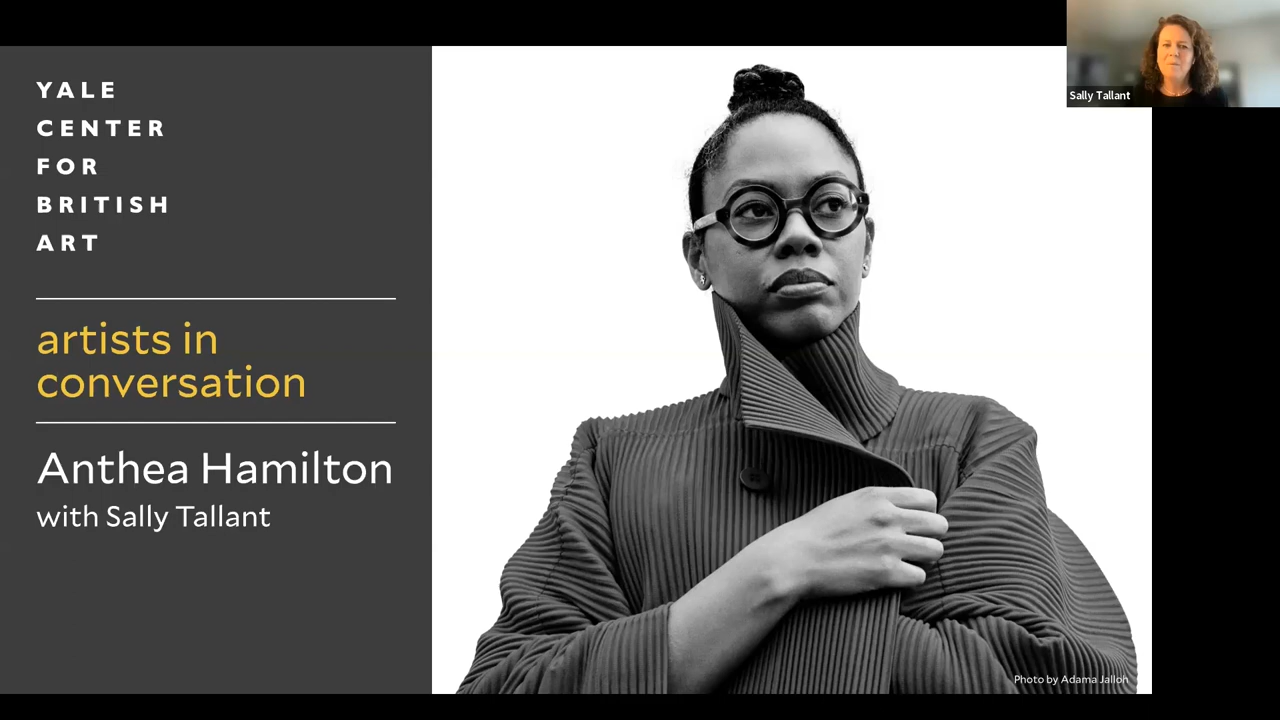 YALE
CENTER
FOR
BRITISH
ART
artists in
conversation
Anthea Hamilton
with Sally Tallant
Sally Tallant
Photo by Adama Jalloh